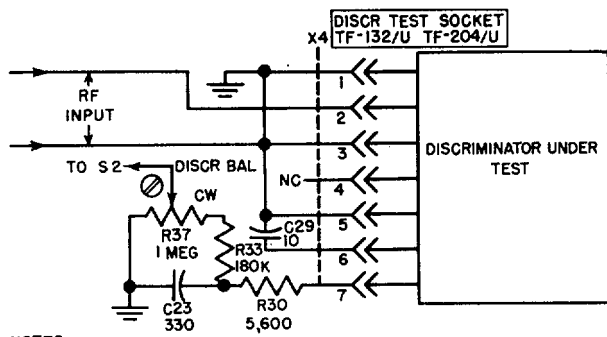 X4
DISCR TEST SOCKET
TF-132/U TF-204/U
1
RF
INPUT
2
3
DISCRIMINATOR UNDER
TEST
TO S2
DISCR BAL
NC
4
CW
5
C29
10
R37
1 MEG
R33
180K
6
7
C23
330
R30
5,600